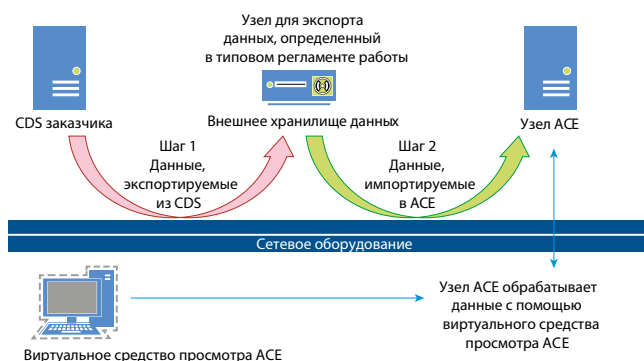 Узел для экспорта
данных, определенный
в типовом регламенте работы
CDS заказчика
Внешнее хранилище данных
Узел ACE
Шаг 1
Данные,
экспортируемые
из CDS
Шаг 2
Данные,
импортируемые
в ACE
Сетевое оборудование
Узел ACE обрабатывает
данные с помощью
виртуального средства
просмотра ACE
Виртуальное средство просмотра ACE